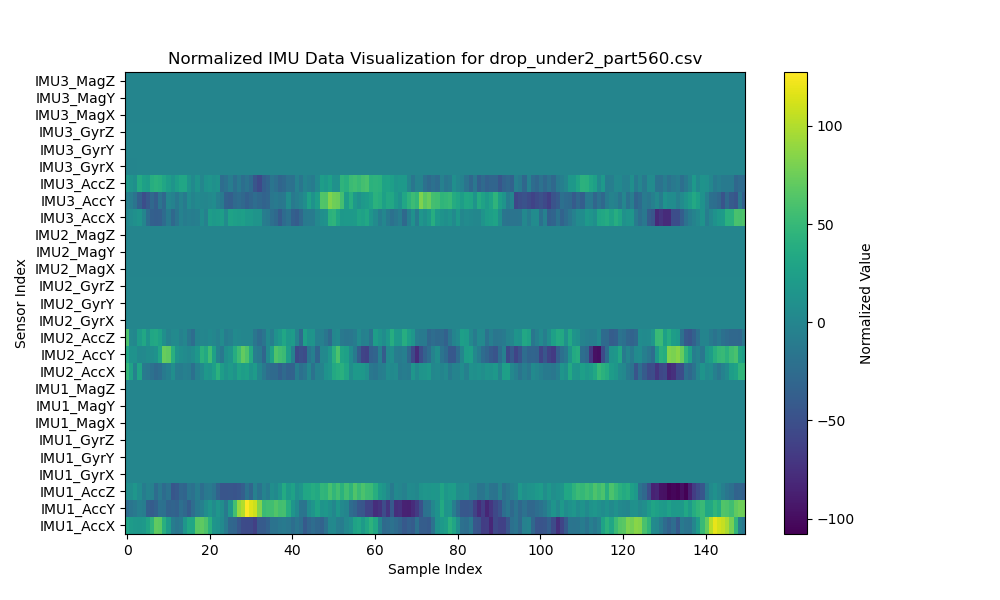 Normalized IMU Data Visualization for drop_under2_part560.csv
IMU3_MagZ
IMU3_MagY
IMU3_MagX
IMU3_GyrZ
IMU3_GyrY
IMU3_GyrX
IMU3_AccZ
IMU3_AccY
IMU3_AccX
IMU2_MagZ
IMU2_MagY
IMU2_MagX
IMU2_GyrZ
IMU2_GyrY
IMU2_GyrX
IMU2_AccZ
IMU2_AccY
IMU2_AccX
IMU1_MagZ
IMU1_MagY
IMU1_MagX
IMU1_GyrZ
IMU1_GyrY
IMU1_GyrX
IMU1_AccZ
IMU1_AccY
IMU1_AccX
Sensor Index
0 20 40 60 80 100 120 140
Sample Index
100
50
0
−50
−100
Normalized Value